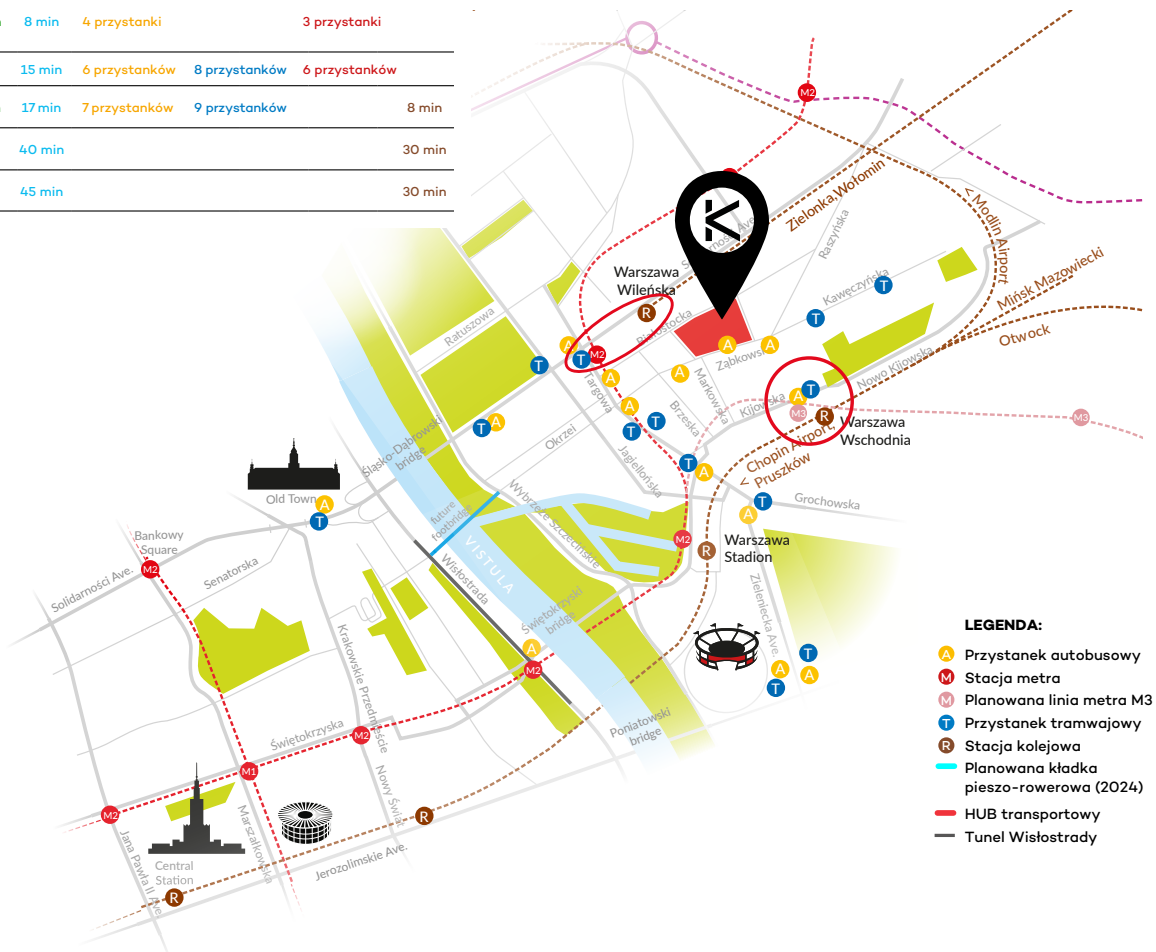 8 min 4 przystanki 3 przystanki
15 min 6 przystanków 8 przystanków 6 przystanków
17 min 7 przystanków 9 przystanków 8 min
40 min 30 min
45 min 30 min
M2
Zielonka,Wołomin
< Modlin Airport
Raszyńska
Mińsk Mazowiecki
Otwock
Warszawa
Wileńska
R
Kawęczyńska
T
T
Ratuszowa
Białostocka
A
T
M2
T
A
A
Ząbkowska
A
A
A
Targowa
Markowska
Brzeska
Nowo Kijowska
Kijowska
A
T
M3
R
Warszawa
Wschodnia
M3
A
T
T
T
A
Śląsko-Dąbrowski
bridge
Okrzei
Jagiellońska
T
A
Chopin Airport,
< Pruszków
Old Town
A
T
future
footbridge
Wybrzeże Szczecińskie
T
A
Grochowska
Bankowy
Square
M2
Solidarności Ave.
Senatorska
VISTULA
Wisłostrada
M2
R
Warszawa
Stadion
Zieleniecka Ave.
Świętokrzyski
bridge
A
M2
Krakowskie Przedmieście
T
A
A
T
Poniatowski
bridge
Świętokrzyska
M2
M1
M2
Nowy Świat
Marszałkowska
R
Jana Pawła II Ave.
Central
Station
R
Jerozolimskie Ave.
LEGENDA:
A Przystanek autobusowy
M Stacja metra
M Planowana linia metra M3
T Przystanek tramwajowy
R Stacja kolejowa
Planowana kładka
pieszo-rowerowa (2024)
HUB transportowy
Tunel Wisłostrady